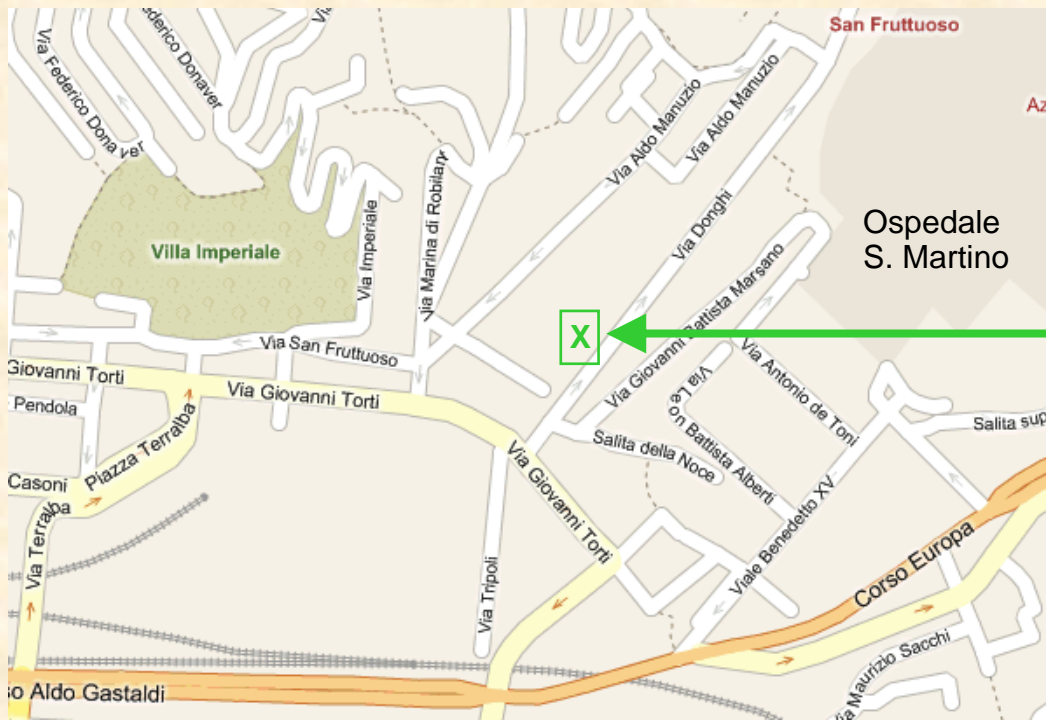 San Fruttuoso
Az
Via Federico Donaver
Federico Donaver
Via Aldo Manuzio
Via Aldo Manuzio
Via Marina di Robilant
Via Imperiale
Villa Imperiale
Via Donghi
Ospedale
S. Martino
Via Giovanni Battista Marsano
X
Via San Fruttuoso
Giovanni Torti
Via Giovanni Torti
Via Antonio de Toni
Via Leon Battista Alberti
Pendola
Piazza Terralba
Salita della Noce
Salita sup
Casoni
Via Terralba
Via Giovanni Torti
Viale Benedetto XV
Via Tripoli
Corso Europa
Via Maurizio Sacchi
so Aldo Gastaldi